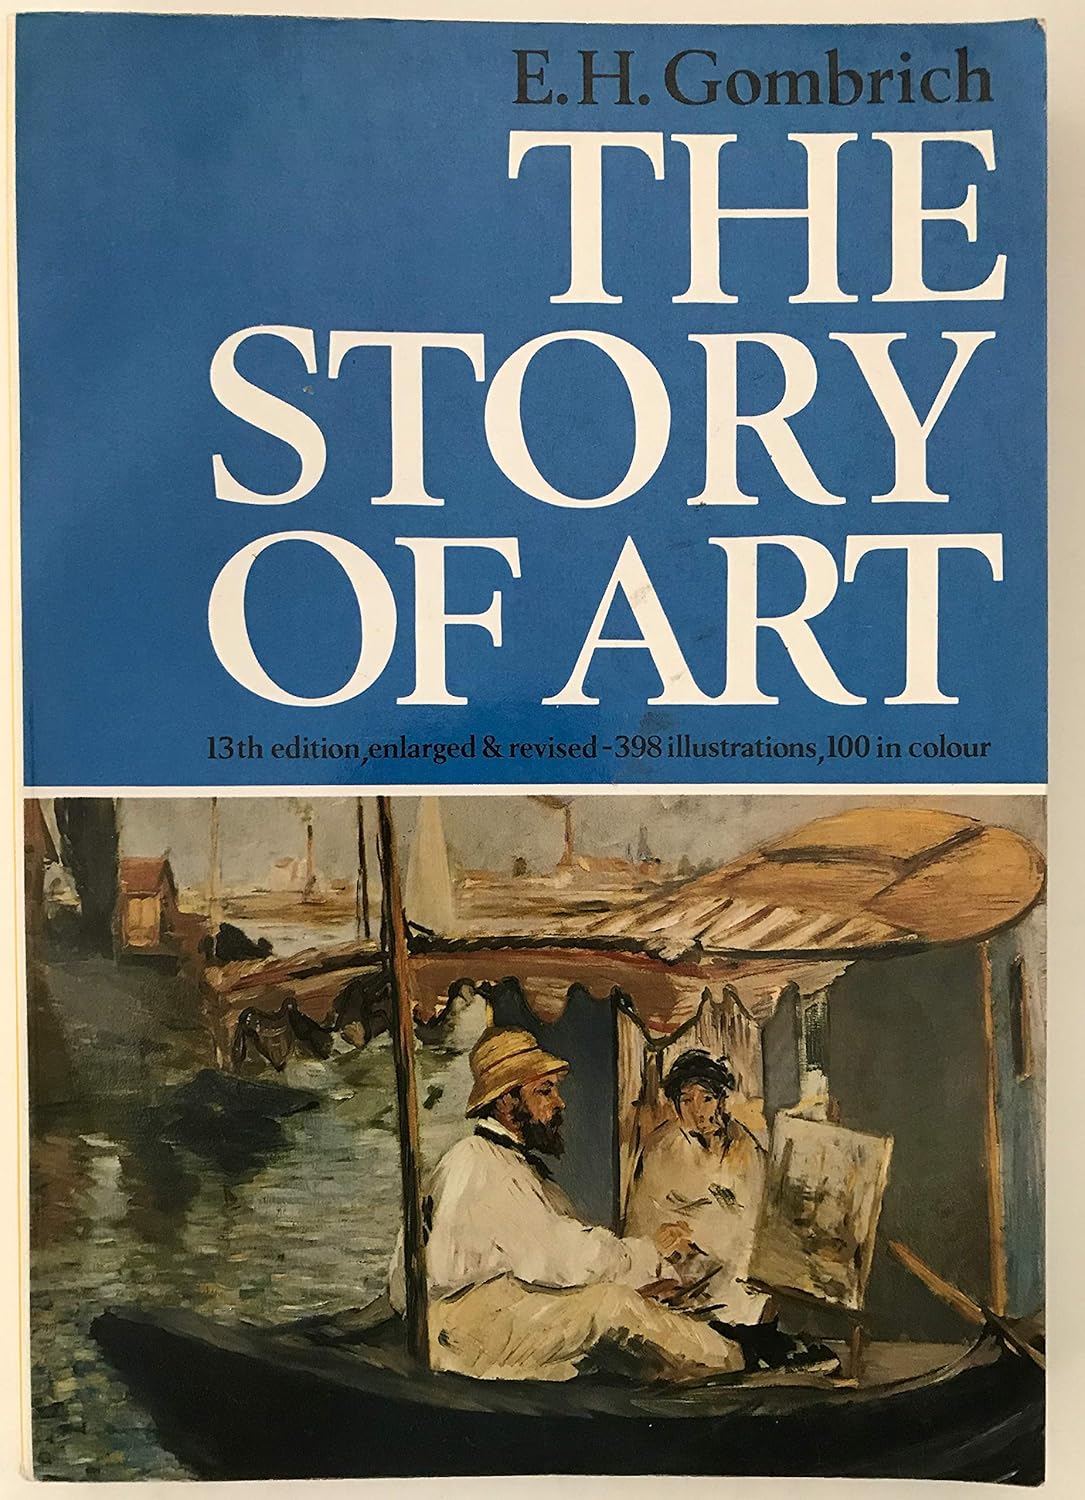 E.H. Gombrich
THE
STORY
OF ART
13th edition, enlarged & revised - 398 illustrations, 100 in colour